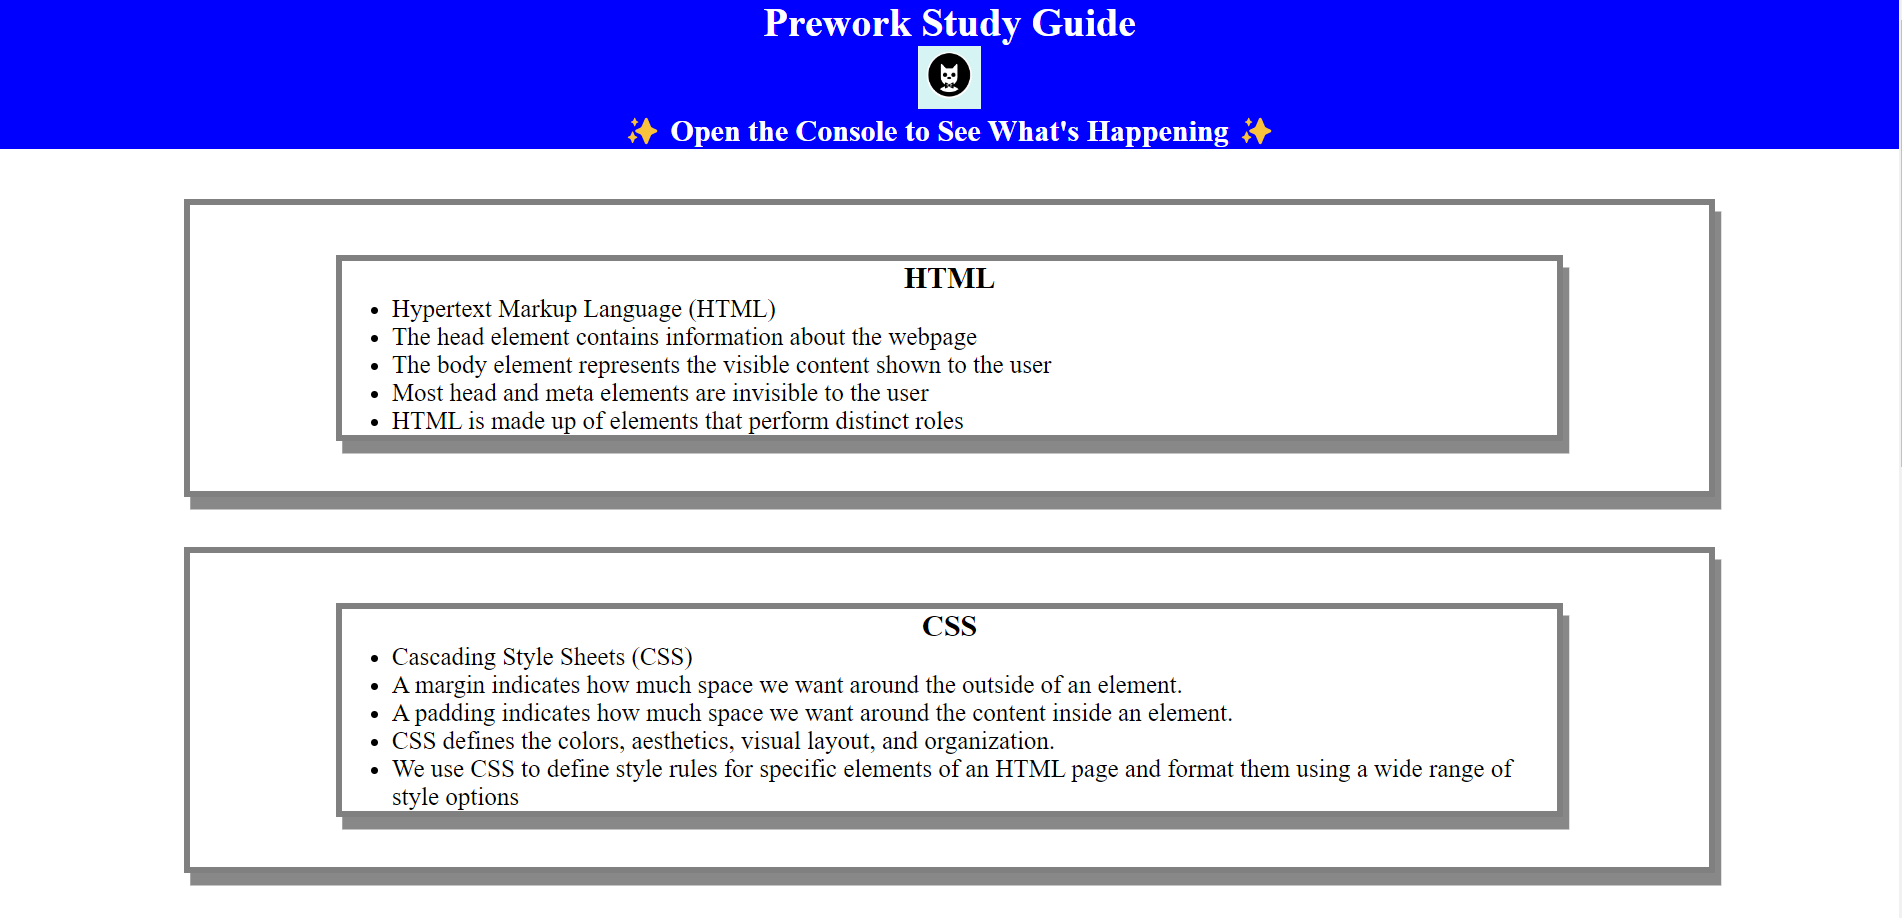 Prework Study Guide
✨ Open the Console to See What's Happening ✨
HTML
• Hypertext Markup Language (HTML)
• The head element contains information about the webpage
• The body element represents the visible content shown to the user
• Most head and meta elements are invisible to the user
• HTML is made up of elements that perform distinct roles
CSS
• Cascading Style Sheets (CSS)
• A margin indicates how much space we want around the outside of an element.
• A padding indicates how much space we want around the content inside an element.
• CSS defines the colors, aesthetics, visual layout, and organization.
• We use CSS to define style rules for specific elements of an HTML page and format them using a wide range of
style options